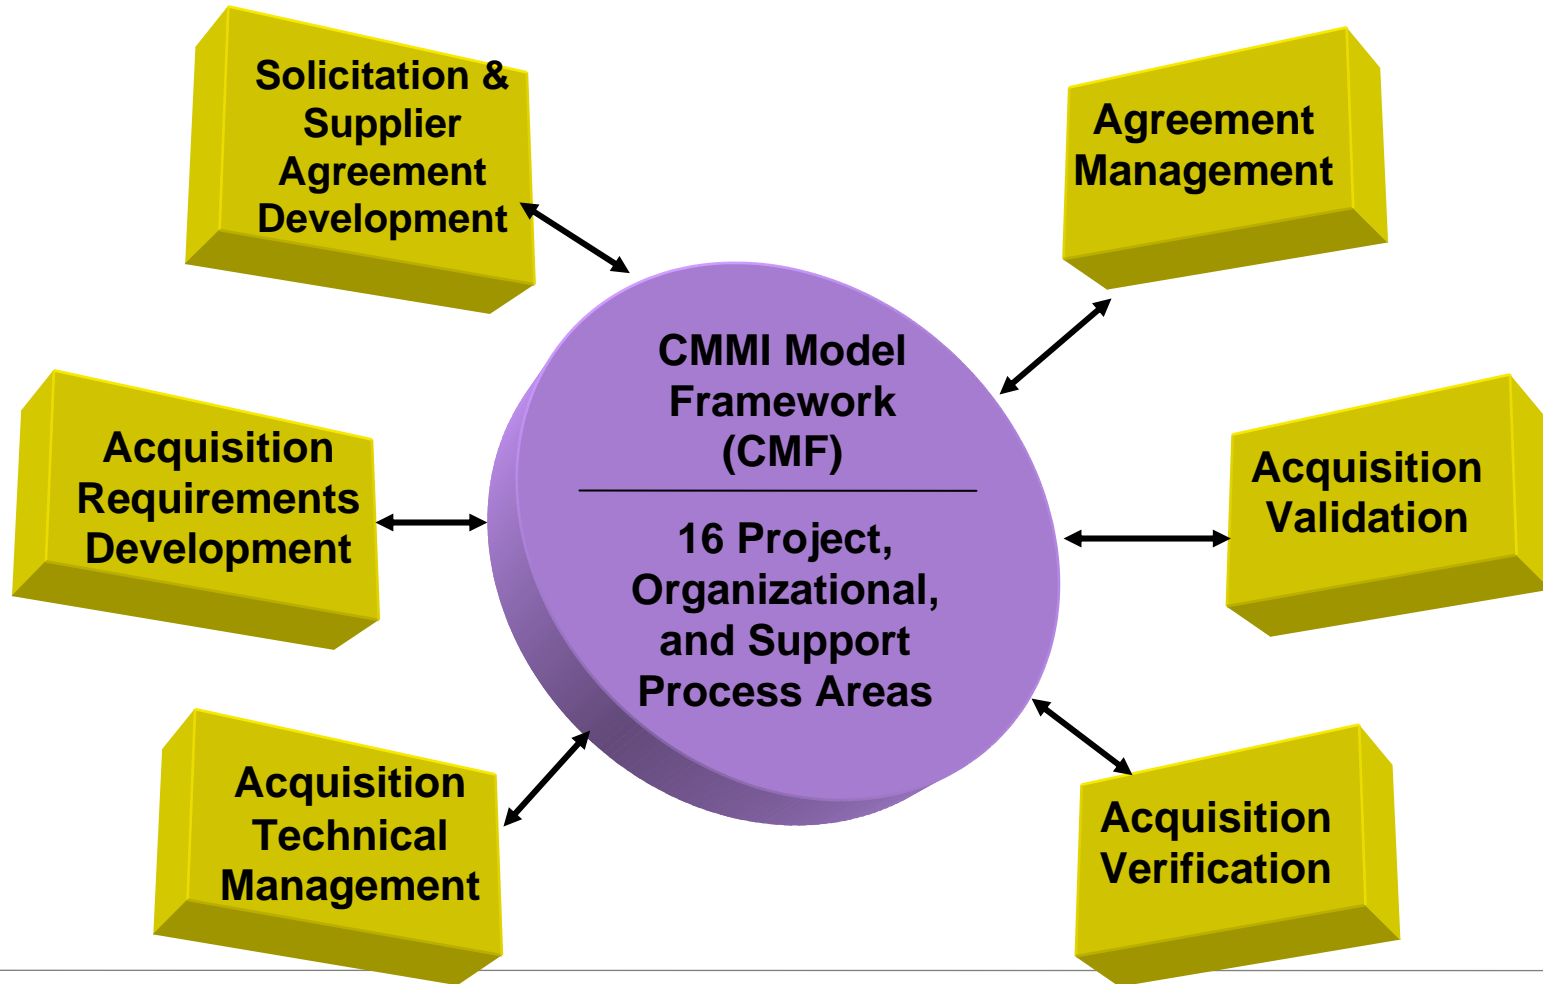 Solicitation &
Supplier
Agreement
Development
Agreement
Management
Acquisition
Requirements
Development
CMMI Model
Framework
(CMF)
16 Project,
Organizational,
and Support
Process Areas
Acquisition
Validation
Acquisition
Technical
Management
Acquisition
Verification